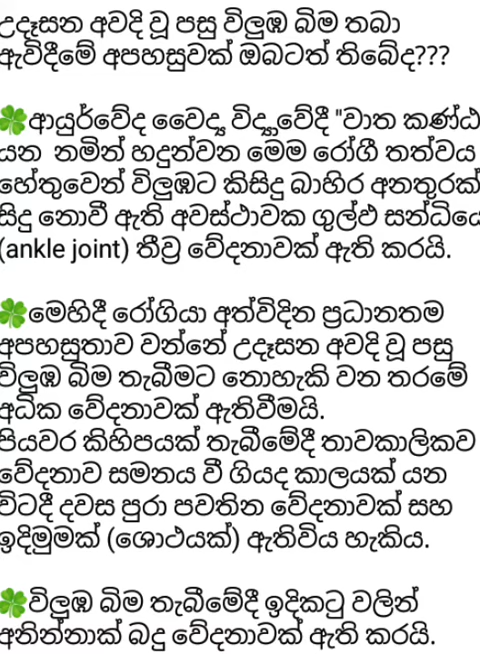 උදෑසන අවදි වූ පසු විලුඹ බිම තබා
ඇවිදීමේ අපහසුවක් ඔබටත් තිබේද???
🍀ආයුර්වේද වෛද්‍ය විද්‍යාවේදී "වාත කණ්ඨ
යන නමින් හදුන්වන මෙම රෝගී තත්වය
හේතුවෙන් විලුඹට කිසිදු බාහිර අනතුරක්
සිදු නොවී ඇති අවස්ථාවක ගුල්ඵ සන්ධියෙ
(ankle joint) තීව්‍ර වේදනාවක් ඇති කරයි.
🍀මෙහිදී රෝගියා අත්විදින ප්‍රධානතම
අපහසුතාව වන්නේ උදෑසන අවදි වූ පසු
විලුඹ බිම තැබීමට නොහැකි වන තරමේ
අධික වේදනාවක් ඇතිවීමයි.
පියවර කිහිපයක් තැබීමේදී තාවකාලිකව
වේදනාව සමනය වී ගියද කාලයක් යන
විටදී දවස පුරා පවතින වේදනාවක් සහ
ඉදිමුමක් (ශොථයක්) ඇතිවිය හැකිය.
🍀විලුඹ බිම තැබීමේදී ඉදිකටු වලින්
අනින්නාක් බදු වේදනාවක් ඇති කරයි.